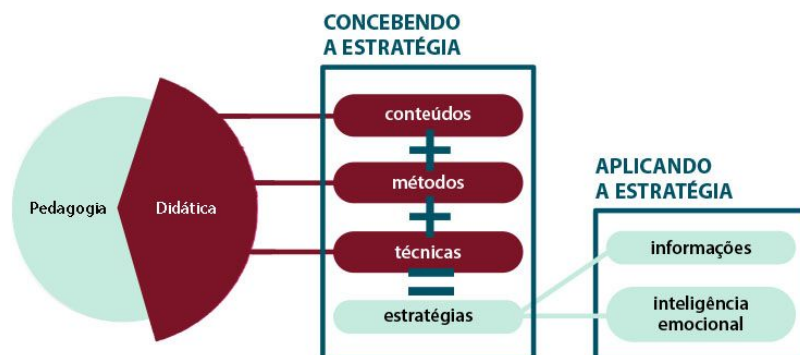 CONCEBENDO
A ESTRATÉGIA
Pedagogia
Didática
conteúdos
+
métodos
+
técnicas
=
estratégias
APLICANDO
A ESTRATÉGIA
informações
inteligência
emocional